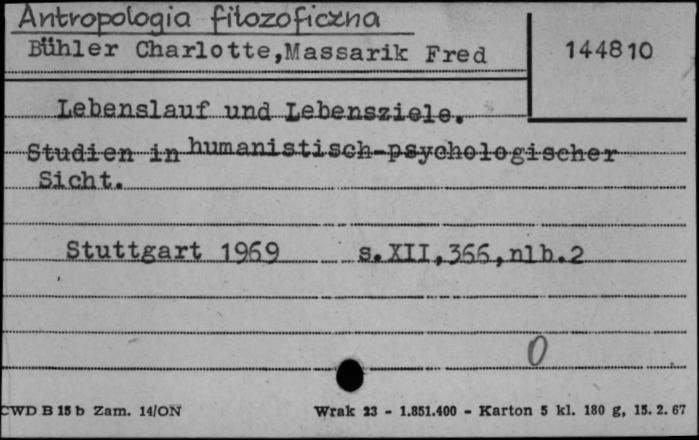 Antropologia filozoficzna
Bühler Charlotte,Massarik Fred
144810
Lebenslauf und Lebensziele.
Studien in humanistisch-psychologischer
Sicht.
Stuttgart 1969 s.XII,366,nlb.2
0
CWD B 15 b Zam. 14/ON Wrak 23 - 1.851.400 - Karton 5 kl. 180 g, 15.2.67